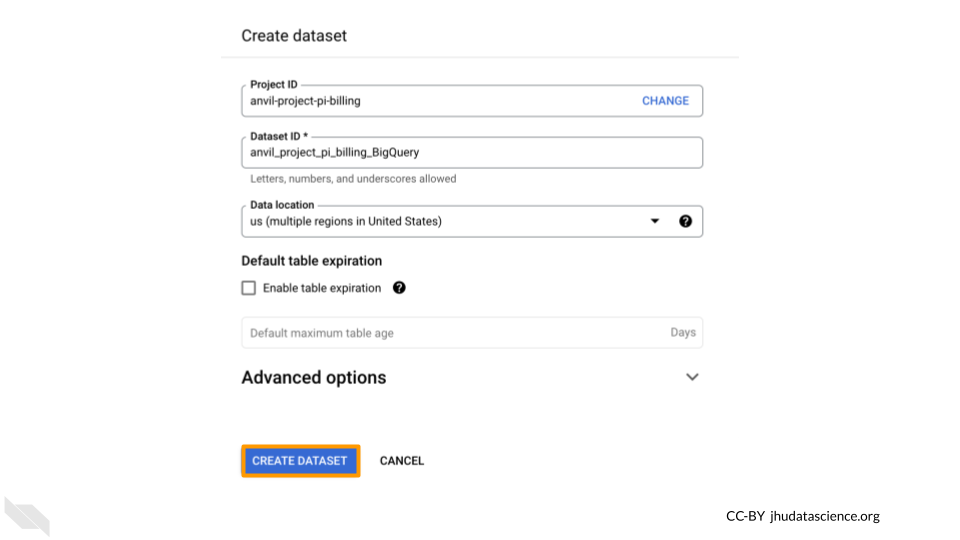 Create dataset
Project ID
anvil-project-pi-billing CHANGE
Dataset ID *
anvil_project_pi_billing_BigQuery
Letters, numbers, and underscores allowed
Data location
us (multiple regions in United States)
Default table expiration
Enable table expiration
Default maximum table age Days
Advanced options
CREATE DATASET CANCEL
CC-BY jhudatascience.org